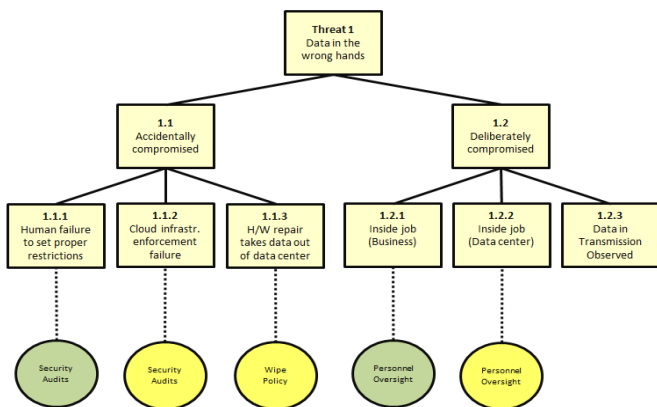 Threat 1
Data in the
wrong hands
1.1
Accidentally
compromised
1.2
Deliberately
compromised
1.1.1
Human failure
to set proper
restrictions
1.1.2
Cloud infrastr.
enforcement
failure
1.1.3
H/W repair
takes data out
of data center
1.2.1
Inside job
(Business)
1.2.2
Inside job
(Data center)
1.2.3
Data in
Transmission
Observed
Security
Audits
Security
Audits
Wipe
Policy
Personnel
Oversight
Personnel
Oversight